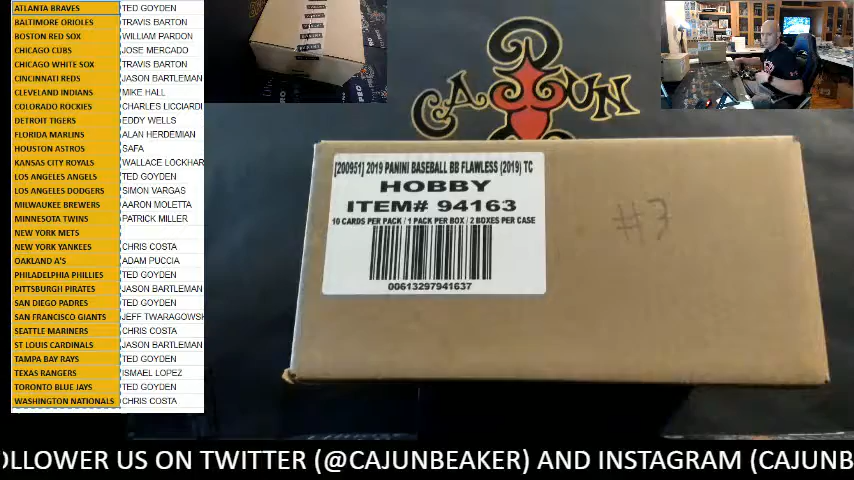 ATLANTA BRAVES TED GOYDEN
BALTIMORE ORIOLES TRAVIS BARTON
BOSTON RED SOX WILLIAM PARDON
CHICAGO CUBS JOSE MERCADO
CHICAGO WHITE SOX TRAVIS BARTON
CINCINNATI REDS JASON BARTLEMAN
CLEVELAND INDIANS MIKE HALL
COLORADO ROCKIES CHARLES LICCIARDI
DETROIT TIGERS EDDY WELLS
FLORIDA MARLINS ALAN HERDEMIAN
HOUSTON ASTROS SAFA
KANSAS CITY ROYALS WALLACE LOCKHAR
LOS ANGELES ANGELS TED GOYDEN
LOS ANGELES DODGERS SIMON VARGAS
MILWAUKEE BREWERS AARON MOLETTA
MINNESOTA TWINS PATRICK MILLER
NEW YORK METS
NEW YORK YANKEES CHRIS COSTA
OAKLAND A'S ADAM PUCCIA
PHILADELPHIA PHILLIES TED GOYDEN
PITTSBURGH PIRATES JASON BARTLEMAN
SAN DIEGO PADRES TED GOYDEN
SAN FRANCISCO GIANTS JEFF TWARAGOWSK
SEATTLE MARINERS CHRIS COSTA
ST LOUIS CARDINALS JASON BARTLEMAN
TAMPA BAY RAYS TED GOYDEN
TEXAS RANGERS ISMAEL LOPEZ
TORONTO BLUE JAYS TED GOYDEN
WASHINGTON NATIONALS CHRIS COSTA
CAJUN
[200951] 2019 PANINI BASEBALL BB FLAWLESS (2019) TC
HOBBY
ITEM# 94163
10 CARDS PER PACK / 1 PACK PER BOX / 2 BOXES PER CASE
00613297941637
#7
OLLOWER US ON TWITTER (@CAJUNBEAKER) AND INSTAGRAM (CAJUNB